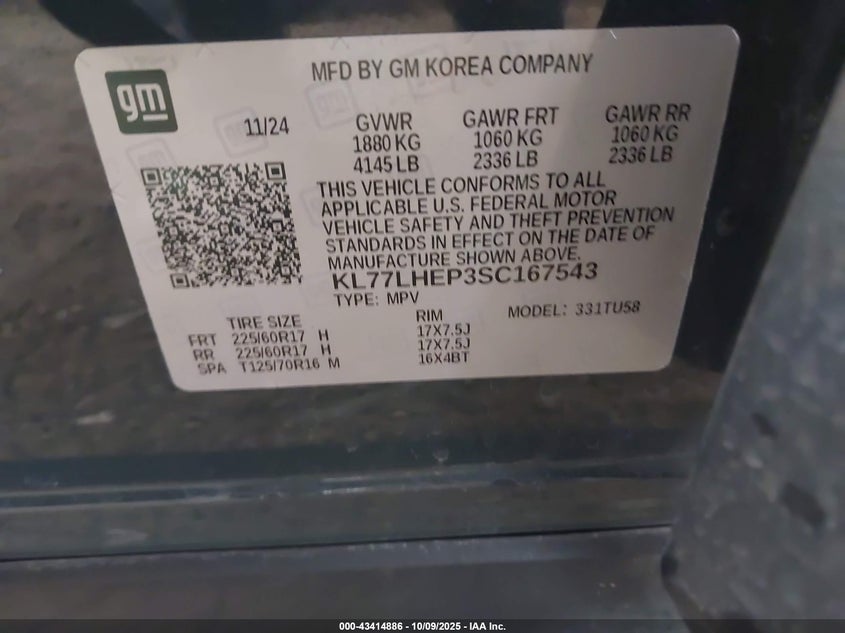 gm
MFD BY GM KOREA COMPANY
11/24
GVWR GAWR FRT GAWR RR
1880 KG 1060 KG 1060 KG
4145 LB 2336 LB 2336 LB
THIS VEHICLE CONFORMS TO ALL
APPLICABLE U.S. FEDERAL MOTOR
VEHICLE SAFETY AND THEFT PREVENTION
STANDARDS IN EFFECT ON THE DATE OF
MANUFACTURE SHOWN ABOVE.
KL77LHEP3SC167543
TYPE: MPV MODEL: 331TU58
TIRE SIZE RIM
FRT 225/60R17 H 17X7.5J
RR 225/60R17 H 17X7.5J
SPA T125/70R16 M 16X4BT
000-43414886 - 10/09/2025 - IAA Inc.